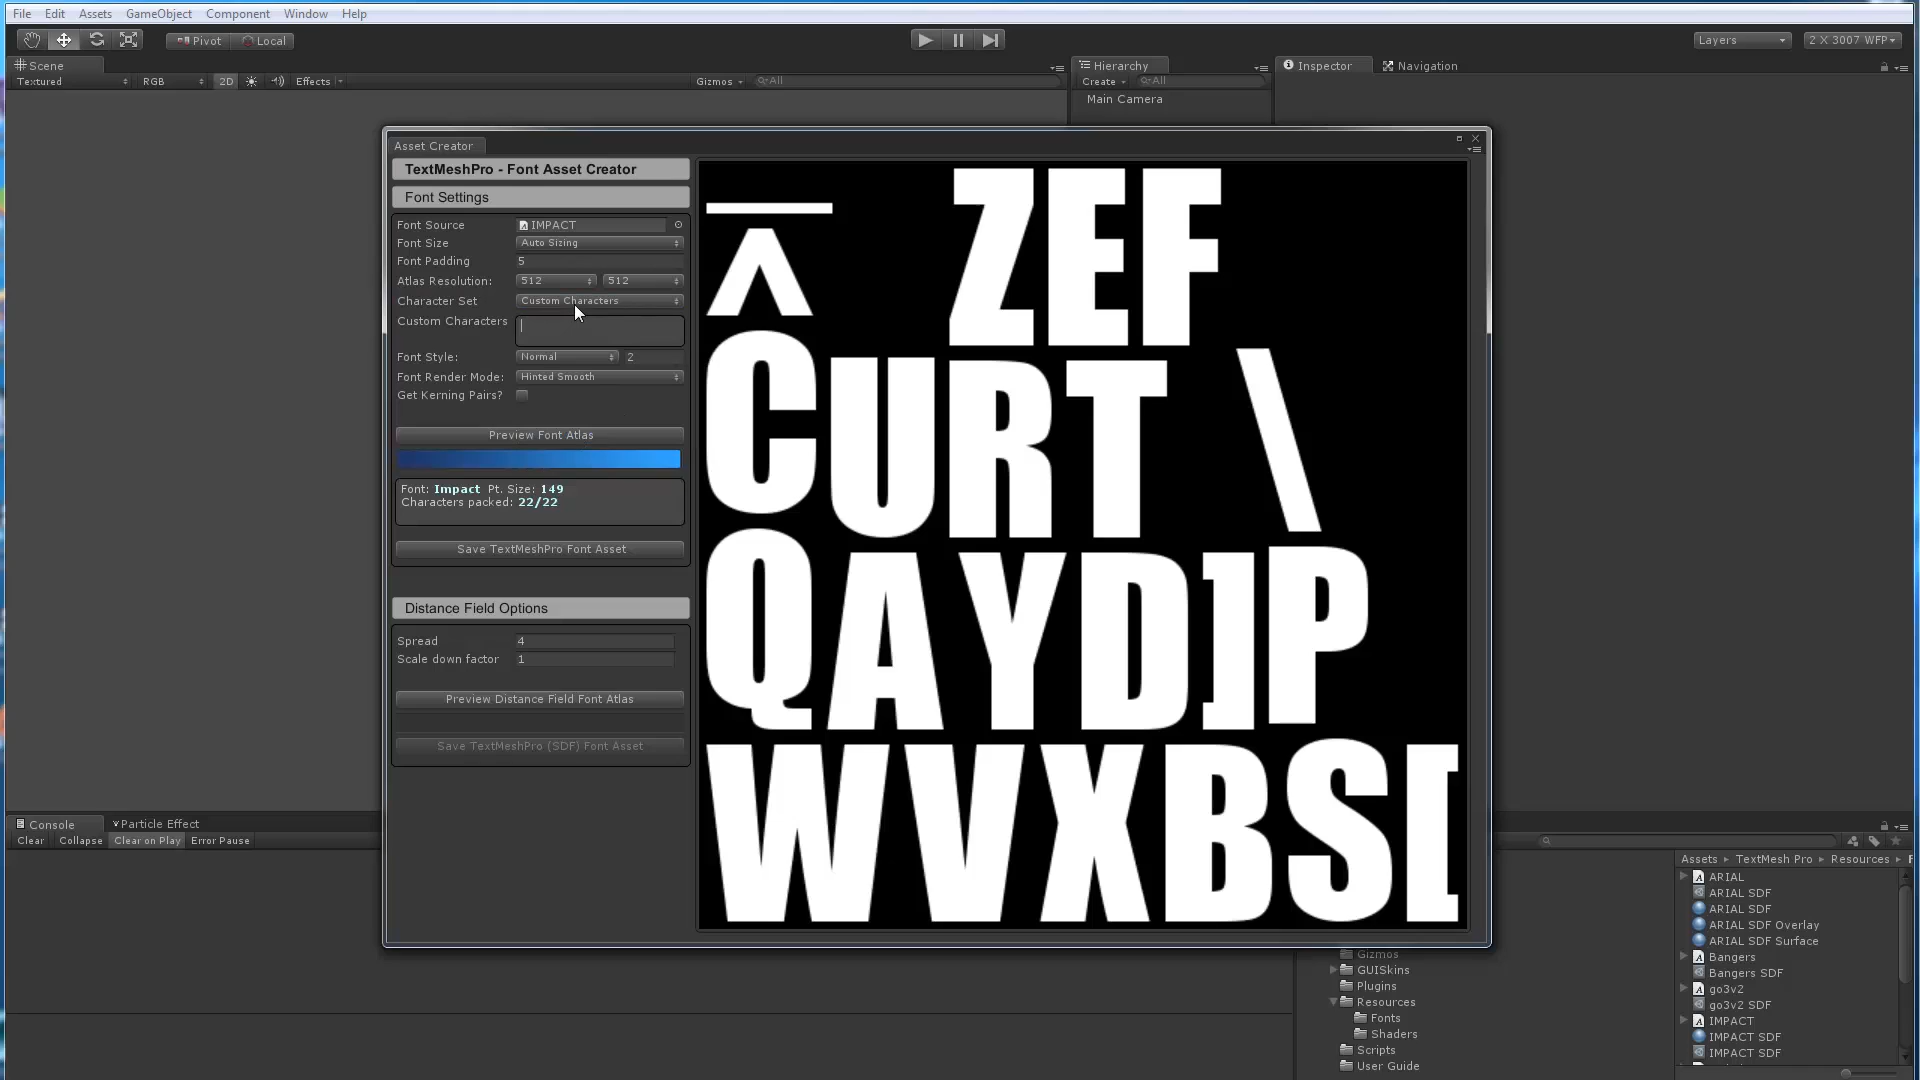 File Edit Assets GameObject Component Window Help
Pivot Local Layers 2 X 3007 WFP
Scene Hierarchy Inspector Navigation
Textured RGB 2D Effects Gizmos All Create All
Main Camera
Asset Creator
TextMeshPro - Font Asset Creator
Font Settings
Font Source IMPACT
Font Size Auto Sizing
Font Padding 5
Atlas Resolution: 512 512
Character Set Custom Characters
Custom Characters
Font Style: Normal 2
Font Render Mode: Hinted Smooth
Get Kerning Pairs?
Preview Font Atlas
Font: Impact Pt. Size: 149
Characters packed: 22/22
Save TextMeshPro Font Asset
Distance Field Options
Spread 4
Scale down factor 1
Preview Distance Field Font Atlas
Save TextMeshPro (SDF) Font Asset
_ ZEF
^
CURT \
QAYD]P
WVXBS[
Console Particle Effect
Clear Collapse Clear on Play Error Pause
Gizmos
GUISkins
Plugins
Resources
Fonts
Shaders
Scripts
User Guide
Assets TextMesh Pro Resources F
ARIAL
ARIAL SDF
ARIAL SDF
ARIAL SDF Overlay
ARIAL SDF Surface
Bangers
Bangers SDF
go3v2
go3v2 SDF
IMPACT
IMPACT SDF
IMPACT SDF